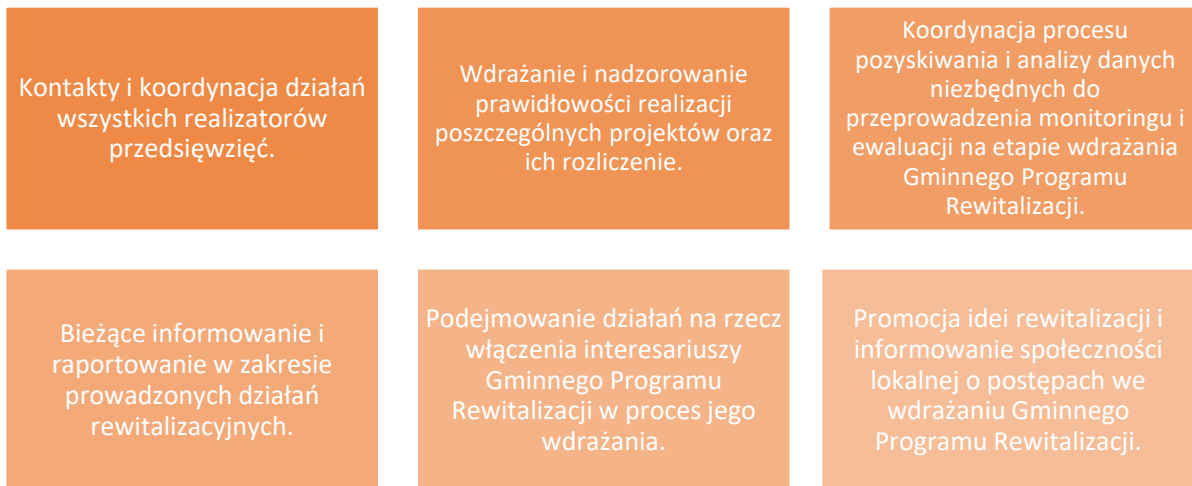 Kontakty i koordynacja działań
wszystkich realizatorów
przedsięwzięć.
Wdrażanie i nadzorowanie
prawidłowości realizacji
poszczególnych projektów oraz
ich rozliczenie.
Koordynacja procesu
pozyskiwania i analizy danych
niezbędnych do
przeprowadzenia monitoringu i
ewaluacji na etapie wdrażania
Gminnego Programu
Rewitalizacji.
Bieżące informowanie i
raportowanie w zakresie
prowadzonych działań
rewitalizacyjnych.
Podejmowanie działań na rzecz
włączenia interesariuszy
Gminnego Programu
Rewitalizacji w proces jego
wdrażania.
Promocja idei rewitalizacji i
informowanie społeczności
lokalnej o postępach we
wdrażaniu Gminnego
Programu Rewitalizacji.